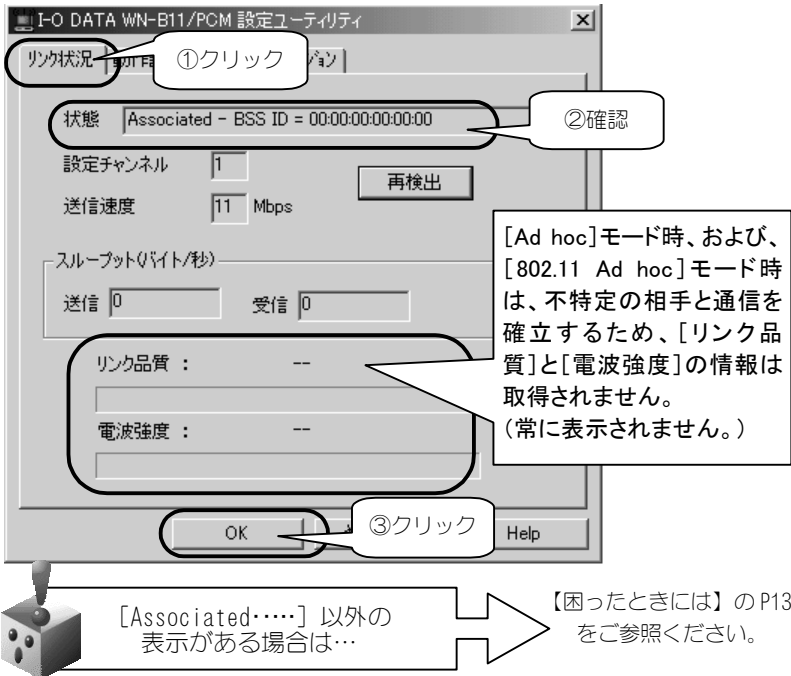 I-O DATA WN-B11/PCM 設定ユーティリティ
リンク状況
①クリック
ョン
状態 Associated - BSS ID = 00:00:00:00:00:00
②確認
設定チャンネル 1
再検出
送信速度 11 Mbps
[Ad hoc]モード時、および、
[802.11 Ad hoc]モード時
は、不特定の相手と通信を
確立するため、[リンク品
質]と[電波強度]の情報は
取得されません。
(常に表示されません。)
スループット(バイト/秒)
送信 0 受信 0
リンク品質 : --
電波強度 : --
OK
③クリック
Help
[Associated・・・・・] 以外の
表示がある場合は…
【困ったときには】の P13
をご参照ください。